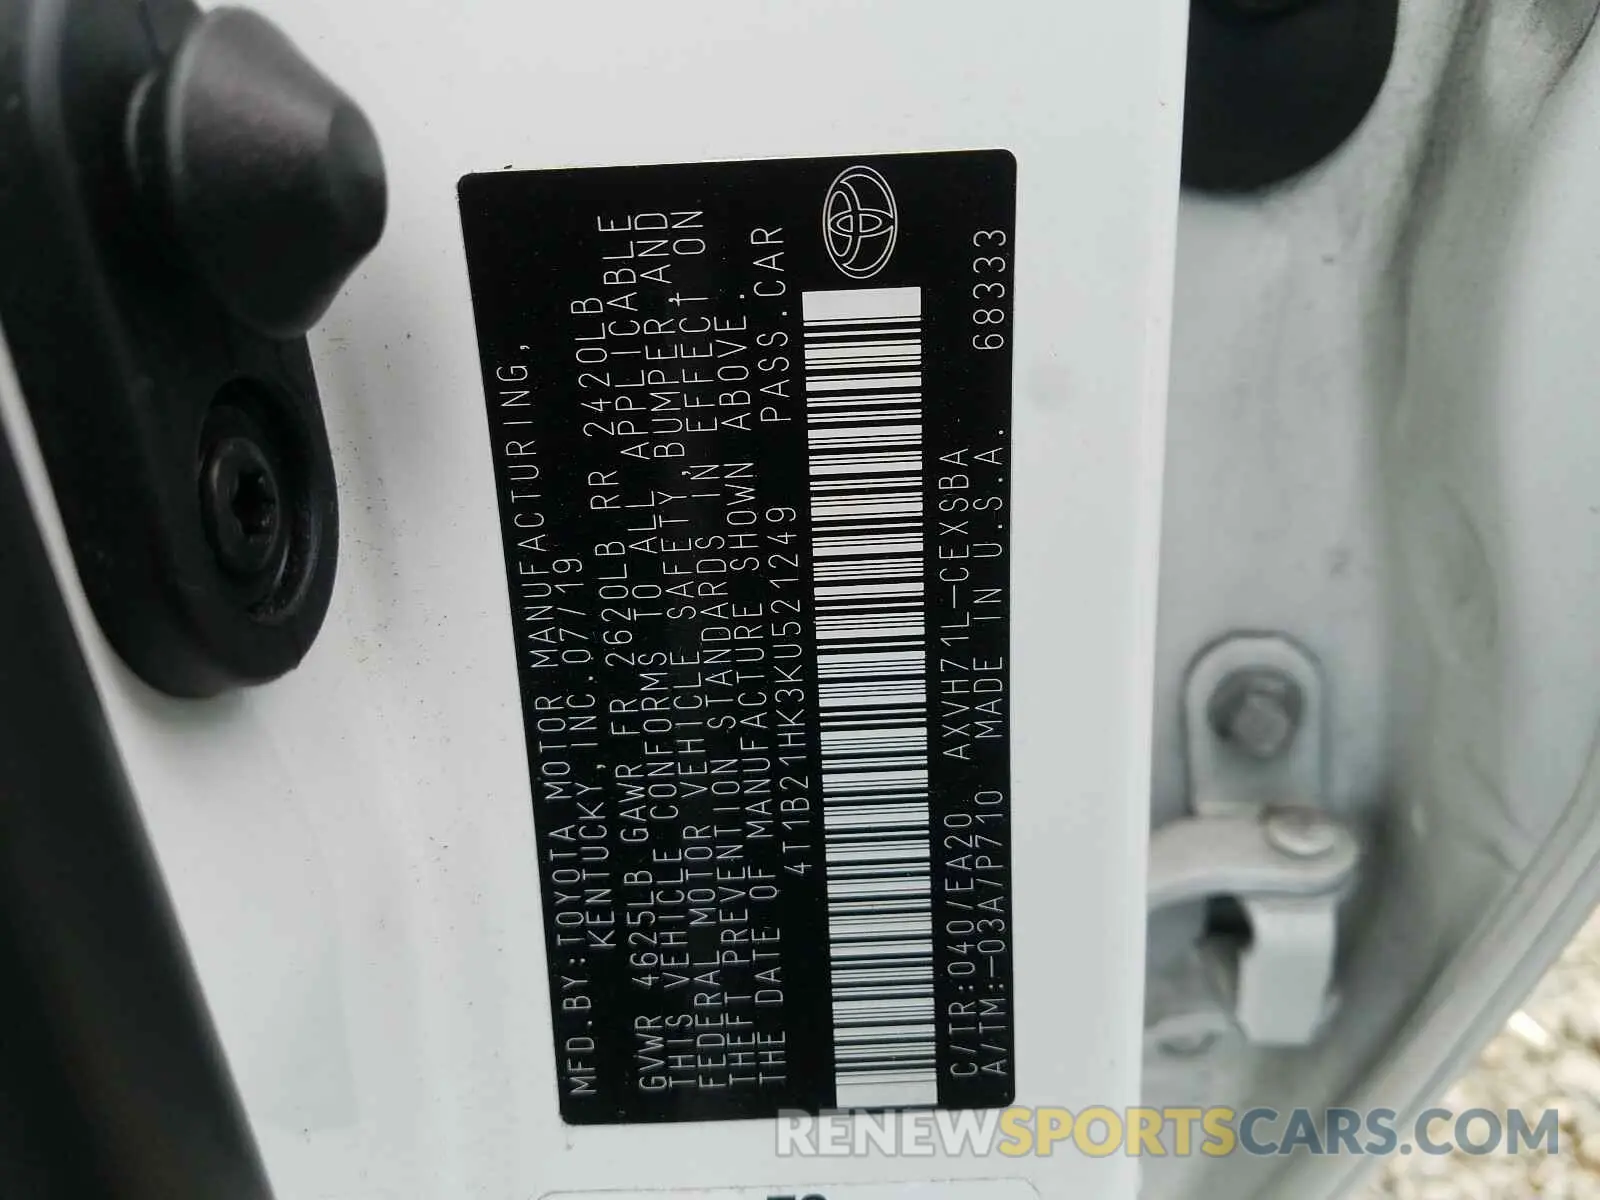 MFD.BY:TOYOTA MOTOR MANUFACTURING,
KENTUCKY,INC.07/19
GVWR 4625LB GAWR FR 2620LB RR 2420LB
THIS VEHICLE CONFORMS TO ALL APPLICABLE
FEDERAL MOTOR VEHICLE SAFETY, BUMPER, AND
THEFT PREVENTION STANDARDS IN EFFECT ON
THE DATE OF MANUFACTURE SHOWN ABOVE.
4T1B21HK3KU521249 PASS.CAR
C/TR:040/EA20 AXVH71L-CEXSBA
A/TM:-03A/P710 MADE IN U.S.A.
68333
RENEWSPORTSCARS.COM